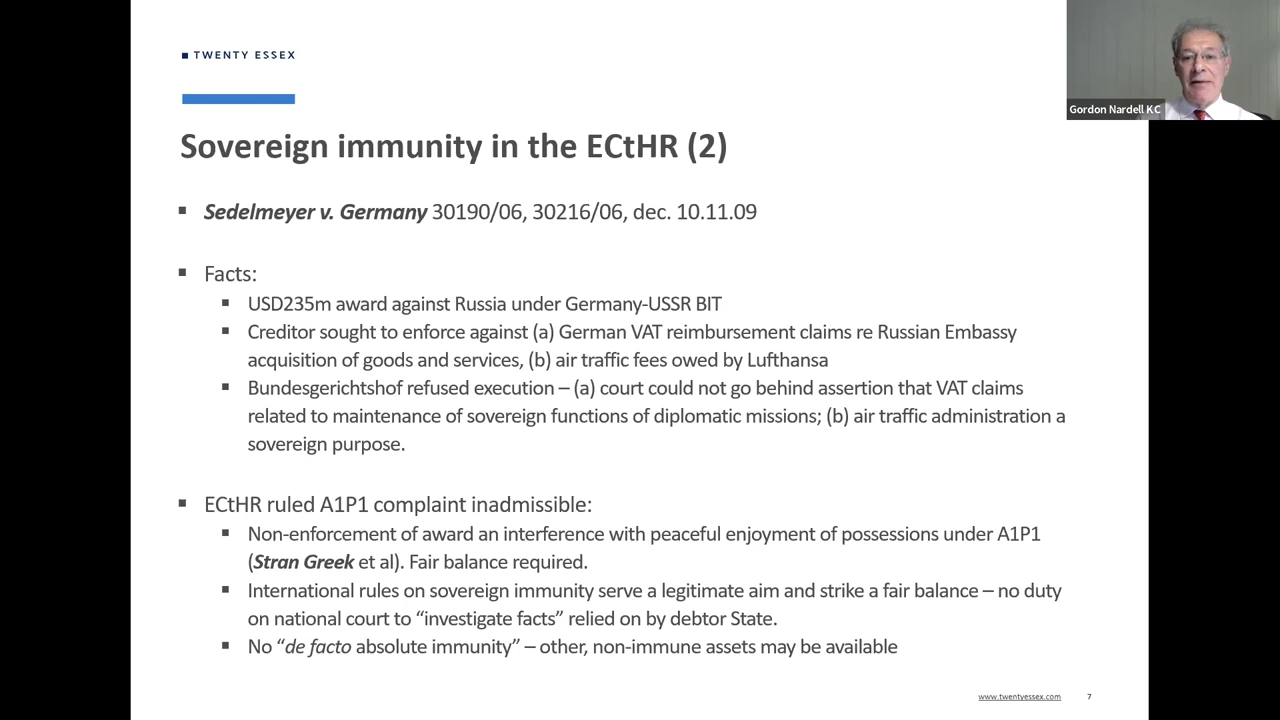 TWENTY ESSEX
Gordon Nardell KC
Sovereign immunity in the ECtHR (2)
Sedelmeyer v. Germany 30190/06, 30216/06, dec. 10.11.09
Facts:
USD235m award against Russia under Germany-USSR BIT
Creditor sought to enforce against (a) German VAT reimbursement claims re Russian Embassy
acquisition of goods and services, (b) air traffic fees owed by Lufthansa
Bundesgerichtshof refused execution – (a) court could not go behind assertion that VAT claims
related to maintenance of sovereign functions of diplomatic missions; (b) air traffic administration a
sovereign purpose.
ECtHR ruled A1P1 complaint inadmissible:
Non-enforcement of award an interference with peaceful enjoyment of possessions under A1P1
(Stran Greek et al). Fair balance required.
International rules on sovereign immunity serve a legitimate aim and strike a fair balance – no duty
on national court to “investigate facts” relied on by debtor State.
No “de facto absolute immunity” – other, non-immune assets may be available
www.twentyessex.com 7